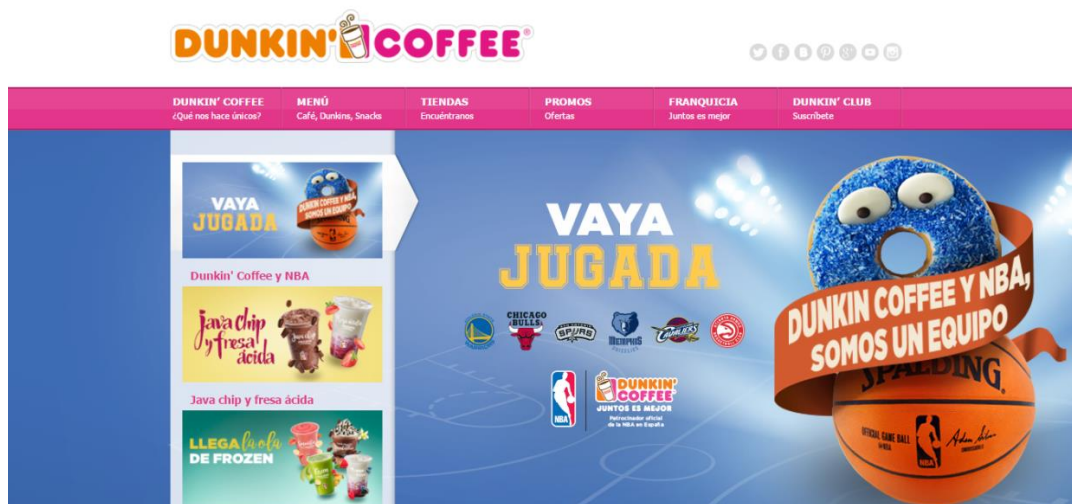 DUNKIN' COFFEE®
DUNKIN' COFFEE
¿Qué nos hace únicos?
MENÚ
Café, Dunkins, Snacks
TIENDAS
Encuéntranos
PROMOS
Ofertas
FRANQUICIA
Juntos es mejor
DUNKIN' CLUB
Suscríbete
VAYA
JUGADA
DUNKIN COFFEE Y NBA,
SOMOS UN EQUIPO
Dunkin' Coffee y NBA
Java Chip
y fresa
ácida
Java chip y fresa ácida
LLEGA la ola
DE FROZEN
VAYA
JUGADA
CHICAGO
BULLS
SPURS
MEMPHIS
CAVALIERS
NBA
DUNKIN'
COFFEE
JUNTOS ES MEJOR
Patrocinador oficial
de la NBA en España
DUNKIN COFFEE Y NBA,
SOMOS UN EQUIPO
SPALDING
OFFICIAL GAME BALL
NBA